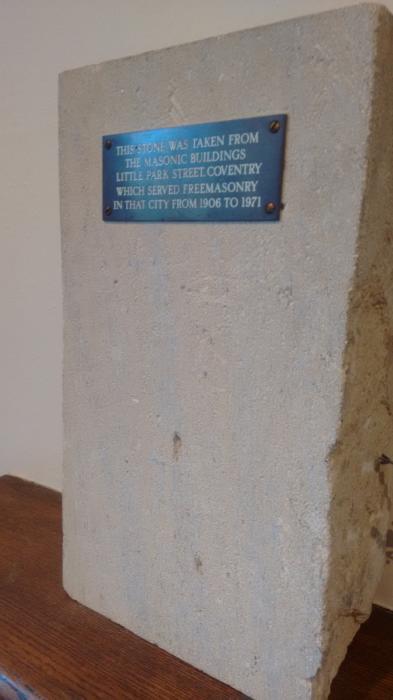 THIS STONE WAS TAKEN FROM
THE MASONIC BUILDINGS
LITTLE PARK STREET. COVENTRY
WHICH SERVED FREEMASONRY
IN THAT CITY FROM 1906 TO 1971